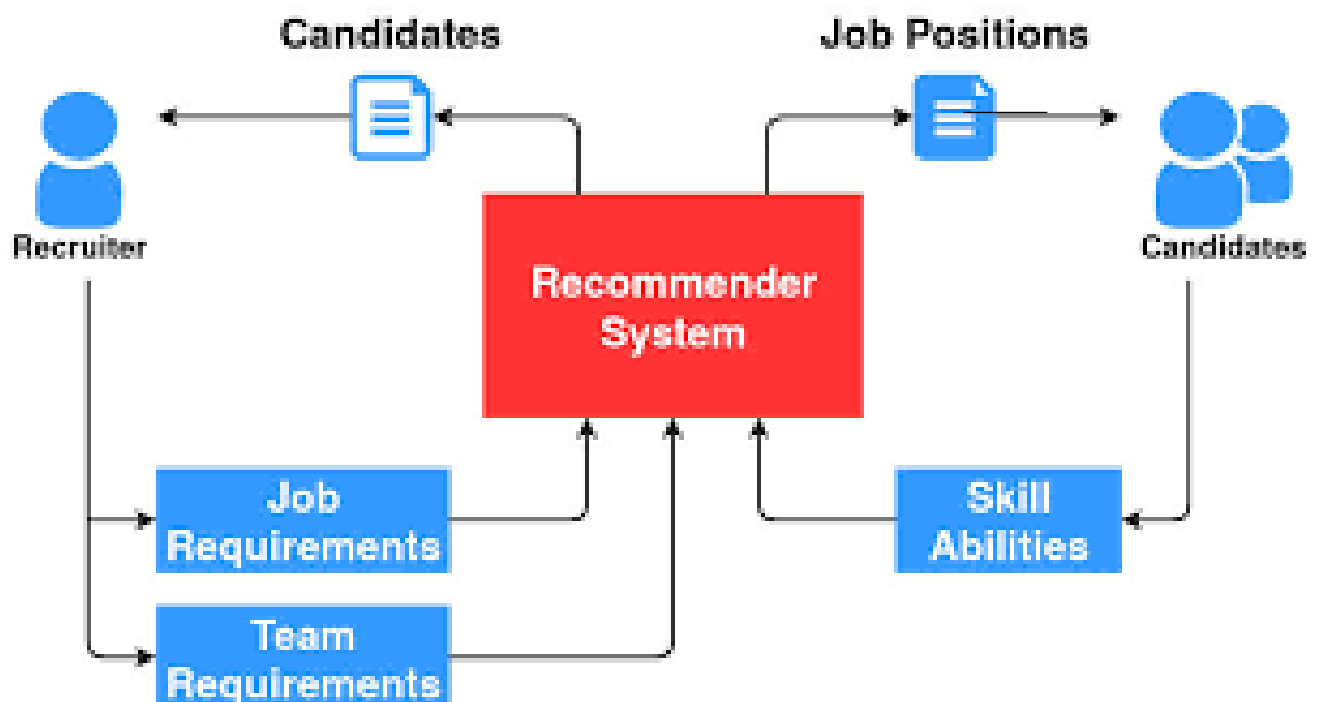 Candidates
Job Positions
Recruiter
Candidates
Recommender
System
Job
Requirements
Skill
Abilities
Team
Requirements